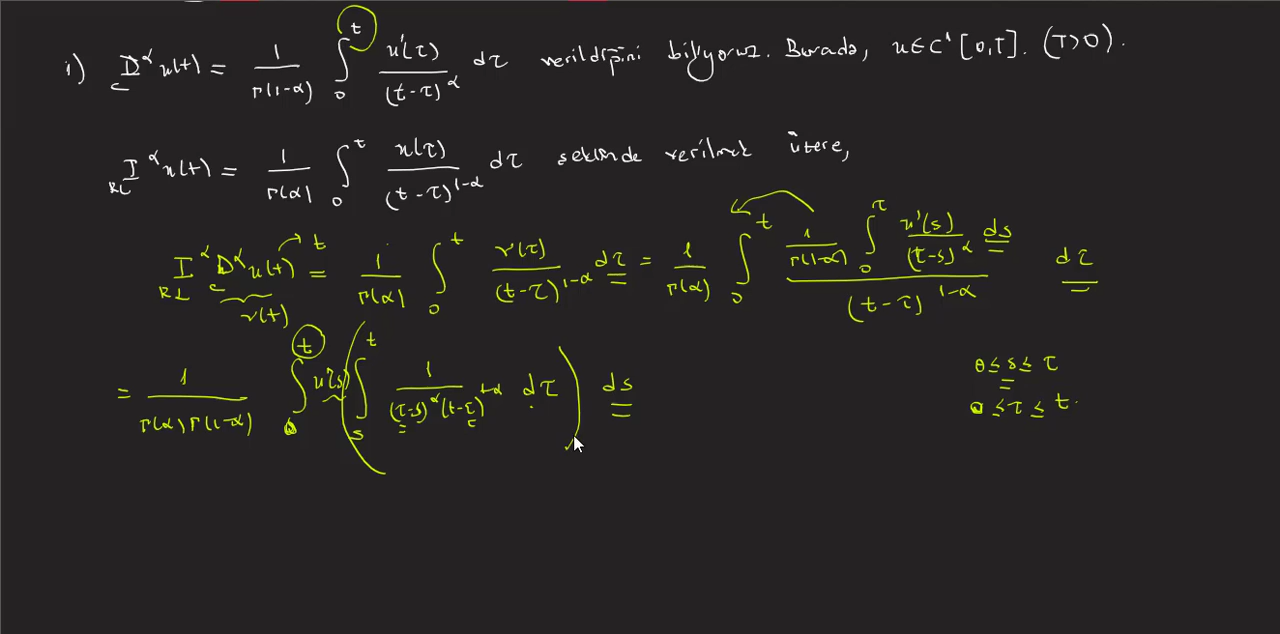 i) _C D^α u(t) = 1/Γ(1-α) ∫_0^t u'(τ)/(t-τ)^α dτ verildiğini biliyoruz. Burada, u∈C^1[0,T]. (T>0).
_RL I^α u(t) = 1/Γ(α) ∫_0^t u(τ)/(t-τ)^{1-α} dτ şeklinde verilmek üzere,
_RL I^α _C D^α u(t) = 1/Γ(α) ∫_0^t v(τ)/(t-τ)^{1-α} dτ = 1/Γ(α) ∫_0^t (1/Γ(1-α) ∫_0^τ u'(s)/(τ-s)^α ds)/(t-τ)^{1-α} dτ
v(t)
t
= 1/Γ(α)Γ(1-α) ∫_0^t u'(s) ( ∫_s^t 1/(τ-s)^α (t-τ)^{1-α} dτ ) ds
0 ≤ s ≤ τ
0 ≤ τ ≤ t